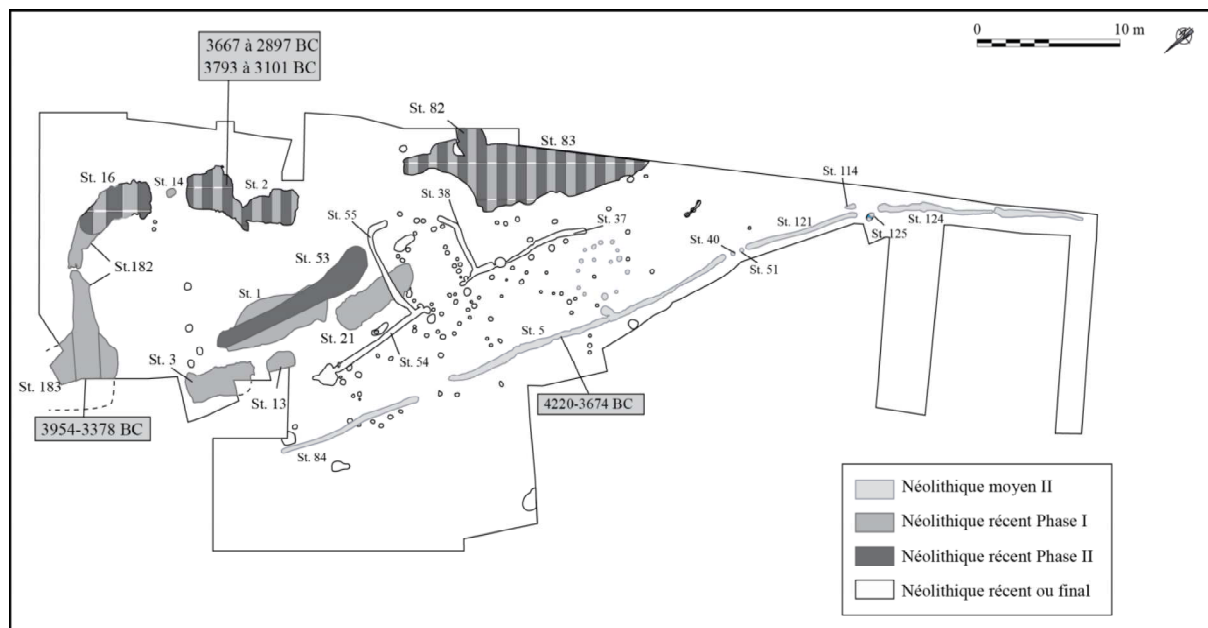 0 10 m
3667 à 2897 BC
3793 à 3101 BC
St. 82
St. 83
St. 16
St. 14
St. 2
St. 38
St. 114
St. 55
St. 37
St. 121
St. 124
St. 125
St.182
St. 53
St. 40
St. 51
St. 1
St. 21
St. 5
St. 54
St. 3
St. 183
St. 13
4220-3674 BC
3954-3378 BC
St. 84
Néolithique moyen II
Néolithique récent Phase I
Néolithique récent Phase II
Néolithique récent ou final